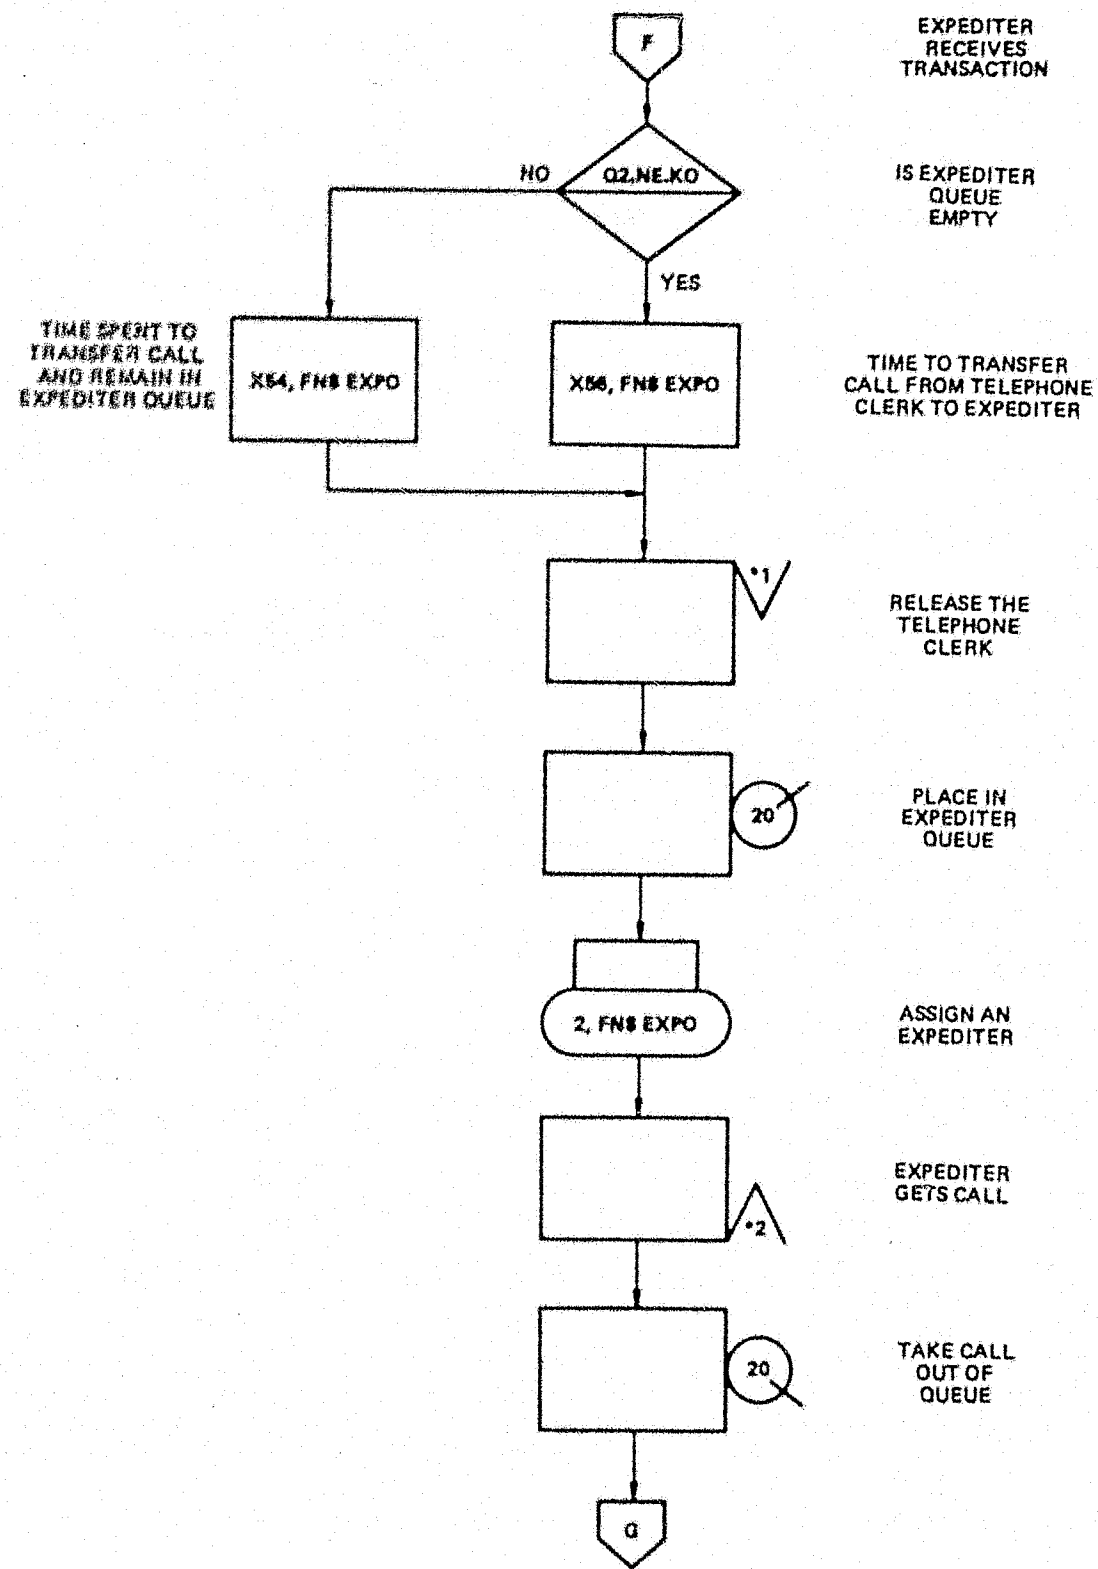 F
EXPEDITER
RECEIVES
TRANSACTION
NO
Q2,NE.KO
IS EXPEDITER
QUEUE
EMPTY
YES
TIME SPENT TO
TRANSFER CALL
AND REMAIN IN
EXPEDITER QUEUE
X54, FN$ EXPO
X56, FN$ EXPO
TIME TO TRANSFER
CALL FROM TELEPHONE
CLERK TO EXPEDITER
*1
RELEASE THE
TELEPHONE
CLERK
20
PLACE IN
EXPEDITER
QUEUE
2, FN$ EXPO
ASSIGN AN
EXPEDITER
EXPEDITER
GETS CALL
*2
20
TAKE CALL
OUT OF
QUEUE
G